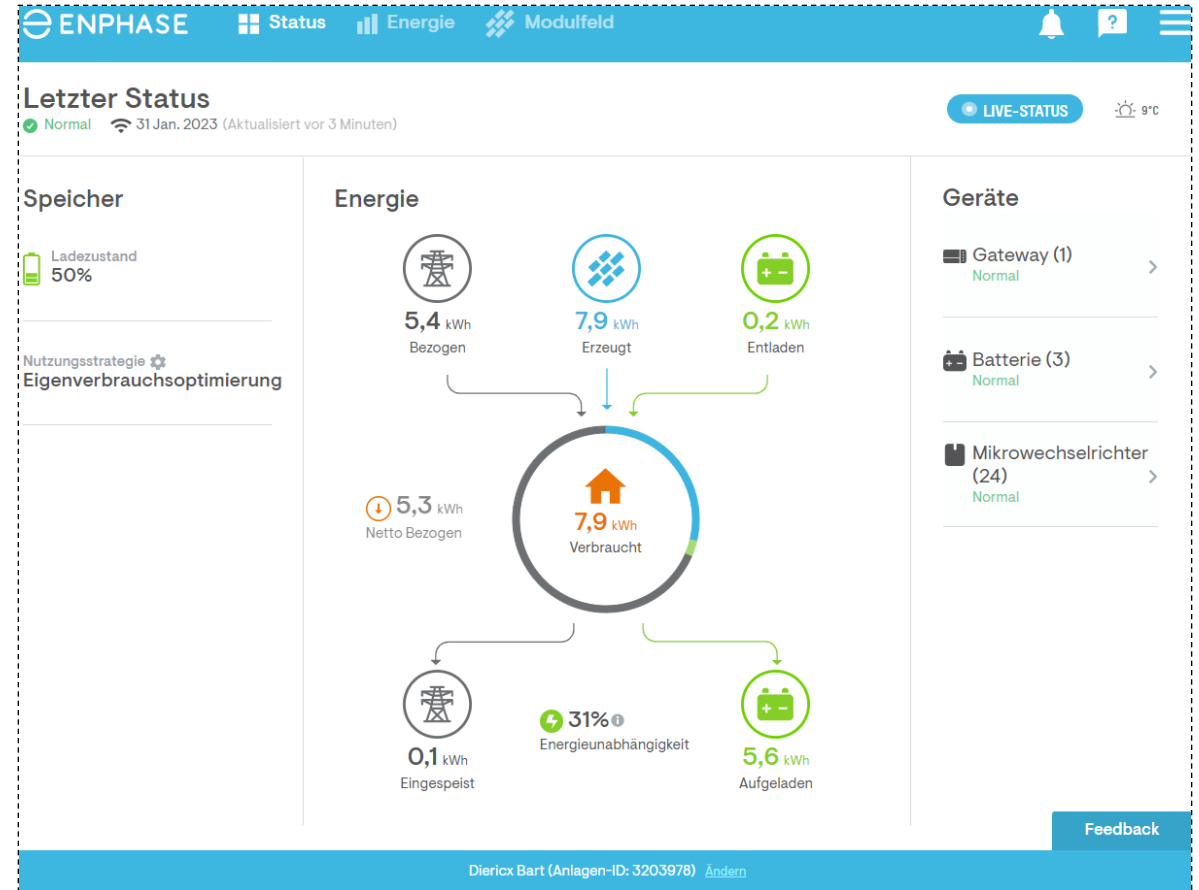 ENPHASE Status Energie Modulfeld ?
Letzter Status
Normal 31 Jan. 2023 (Aktualisiert vor 3 Minuten)
LIVE-STATUS 9°C
Speicher
Ladezustand
50%
Nutzungsstrategie
Eigenverbrauchsoptimierung
Energie
5,4 kWh
Bezogen
7,9 kWh
Erzeugt
0,2 kWh
Entladen
5,3 kWh
Netto Bezogen
7,9 kWh
Verbraucht
0,1 kWh
Eingespeist
31%
Energieunabhängigkeit
5,6 kWh
Aufgeladen
Geräte
Gateway (1)
Normal
Batterie (3)
Normal
Mikrowechselrichter
(24)
Normal
Feedback
Diericx Bart (Anlagen-ID: 3203978) Ändern